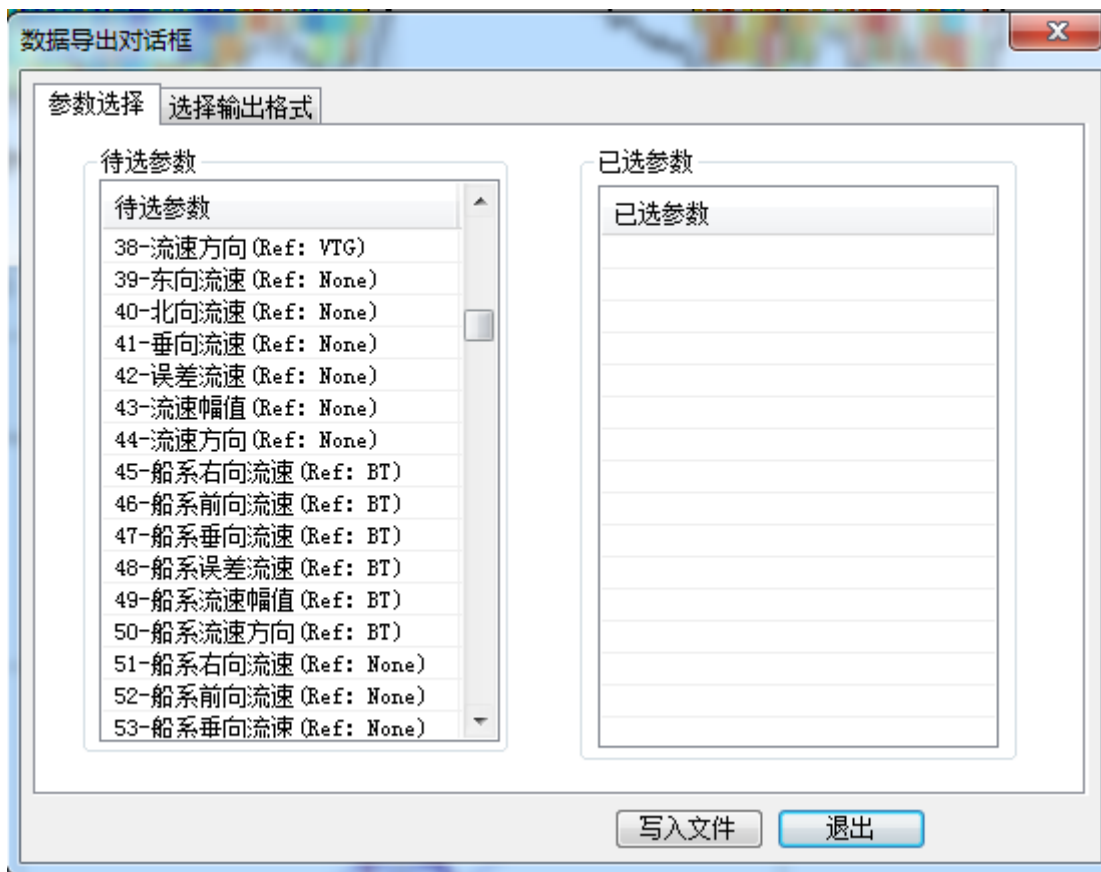 数据导出对话框
参数选择
选择输出格式
待选参数
待选参数
38-流速方向(Ref: VTG)
39-东向流速(Ref: None)
40-北向流速(Ref: None)
41-垂向流速(Ref: None)
42-误差流速(Ref: None)
43-流速幅值(Ref: None)
44-流速方向(Ref: None)
45-船系右向流速(Ref: BT)
46-船系前向流速(Ref: BT)
47-船系垂向流速(Ref: BT)
48-船系误差流速(Ref: BT)
49-船系流速幅值(Ref: BT)
50-船系流速方向(Ref: BT)
51-船系右向流速(Ref: None)
52-船系前向流速(Ref: None)
53-船系垂向流速(Ref: None)
已选参数
已选参数
写入文件
退出